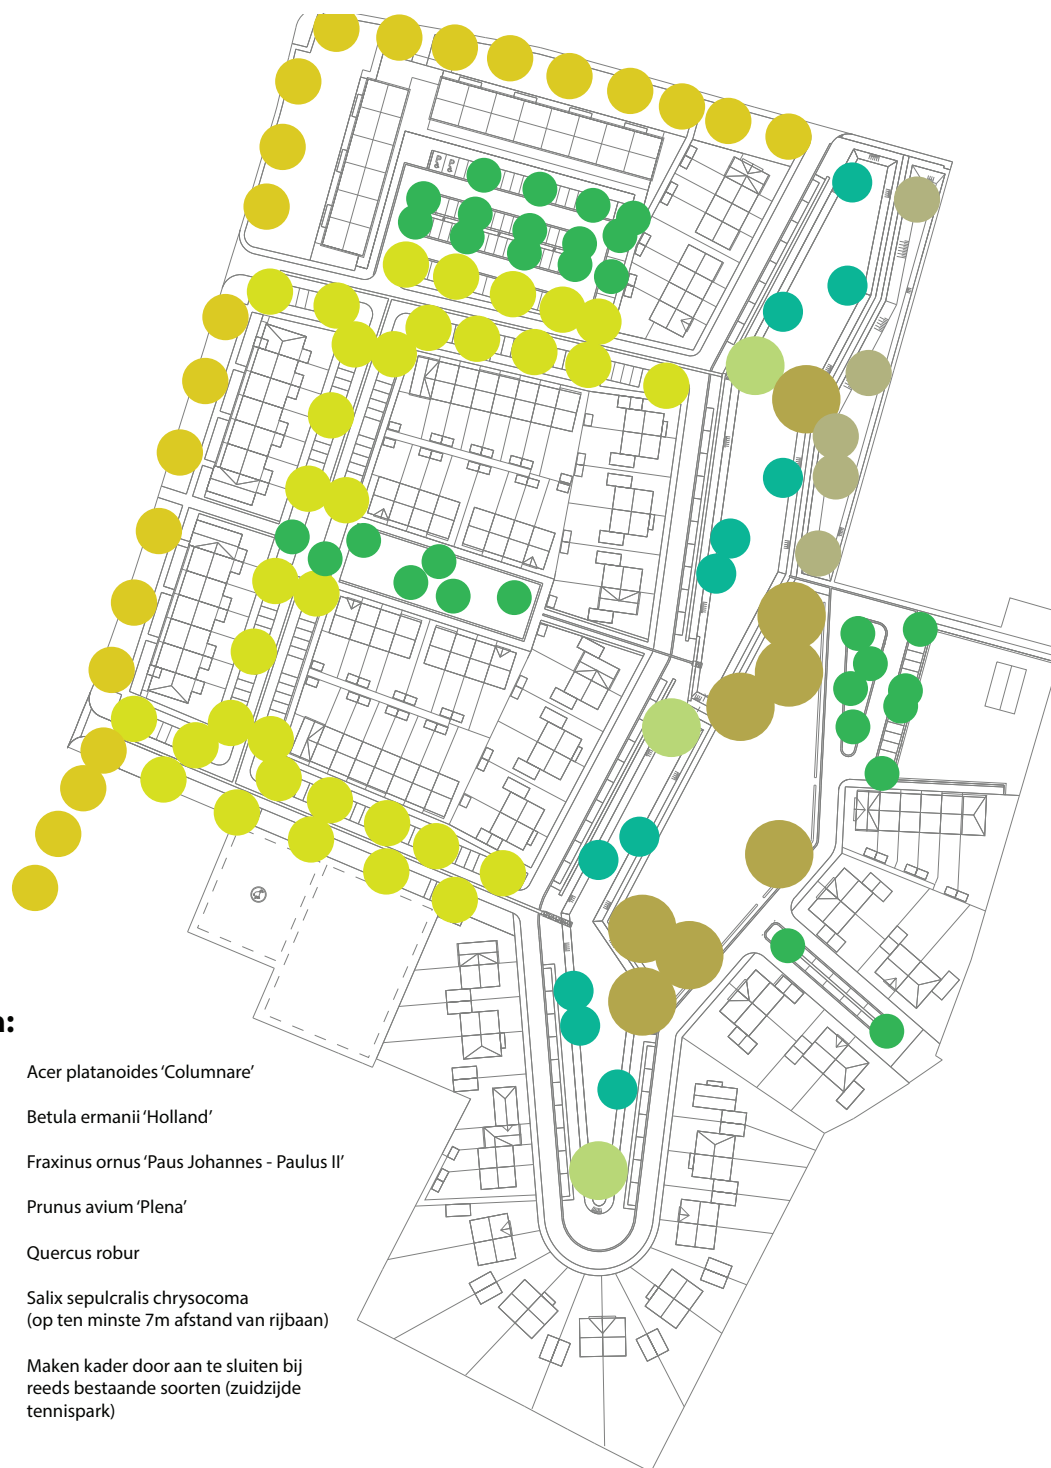 n:
Acer platanoides ‘Columnare’
Betula ermanii ‘Holland’
Fraxinus ornus ‘Paus Johannes - Paulus II’
Prunus avium ‘Plena’
Quercus robur
Salix sepulcralis chrysocoma
(op ten minste 7m afstand van rijbaan)
Maken kader door aan te sluiten bij
reeds bestaande soorten (zuidzijde
tennispark)